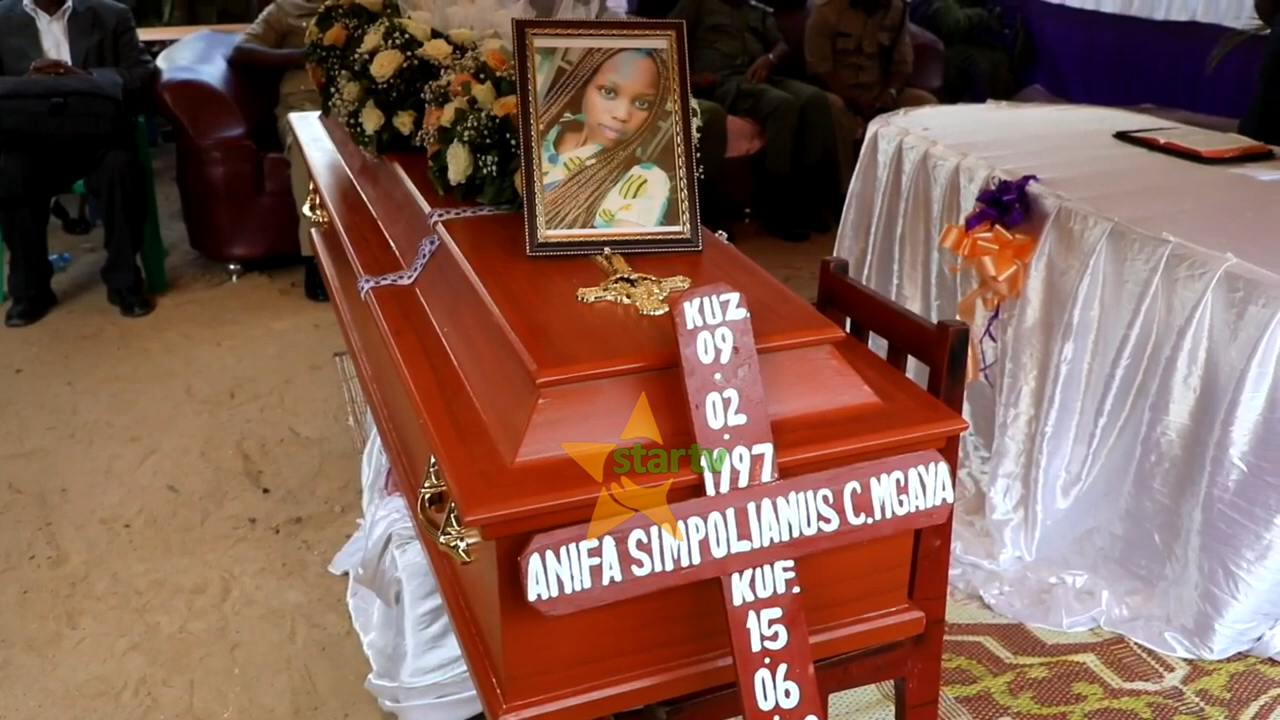 KUZ.
09
.
02
.
1997
startv
ANIFA SIMPOLIANUS C.MGAYA
KUF.
15
.
06